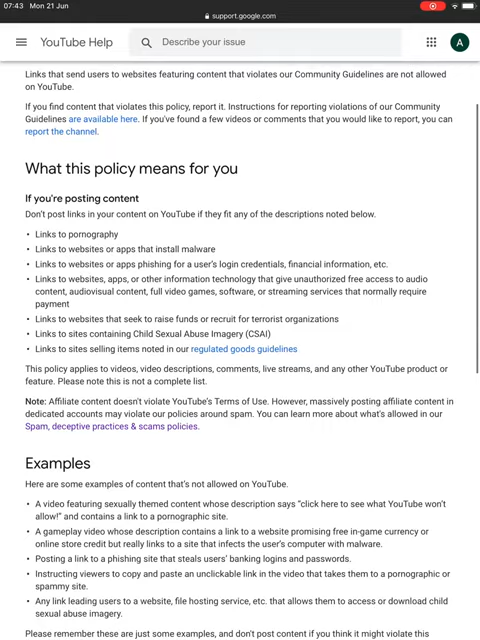 07:43 Mon 21 Jun
support.google.com
YouTube Help
Describe your issue
A
Links that send users to websites featuring content that violates our Community Guidelines are not allowed
on YouTube.
If you find content that violates this policy, report it. Instructions for reporting violations of our Community
Guidelines are available here. If you've found a few videos or comments that you would like to report, you can
report the channel.
What this policy means for you
If you're posting content
Don't post links in your content on YouTube if they fit any of the descriptions noted below.
• Links to pornography
• Links to websites or apps that install malware
• Links to websites or apps phishing for a user's login credentials, financial information, etc.
• Links to websites, apps, or other information technology that give unauthorized free access to audio
content, audiovisual content, full video games, software, or streaming services that normally require
payment
• Links to websites that seek to raise funds or recruit for terrorist organizations
• Links to sites containing Child Sexual Abuse Imagery (CSAI)
• Links to sites selling items noted in our regulated goods guidelines
This policy applies to videos, video descriptions, comments, live streams, and any other YouTube product or
feature. Please note this is not a complete list.
Note: Affiliate content doesn't violate YouTube's Terms of Use. However, massively posting affiliate content in
dedicated accounts may violate our policies around spam. You can learn more about what's allowed in our
Spam, deceptive practices & scams policies.
Examples
Here are some examples of content that's not allowed on YouTube.
• A video featuring sexually themed content whose description says "click here to see what YouTube won't
allow!" and contains a link to a pornographic site.
• A gameplay video whose description contains a link to a website promising free in-game currency or
online store credit but really links to a site that infects the user's computer with malware.
• Posting a link to a phishing site that steals users' banking logins and passwords.
• Instructing viewers to copy and paste an unclickable link in the video that takes them to a pornographic or
spammy site.
• Any link leading users to a website, file hosting service, etc. that allows them to access or download child
sexual abuse imagery.
Please remember these are just some examples, and don't post content if you think it might violate this